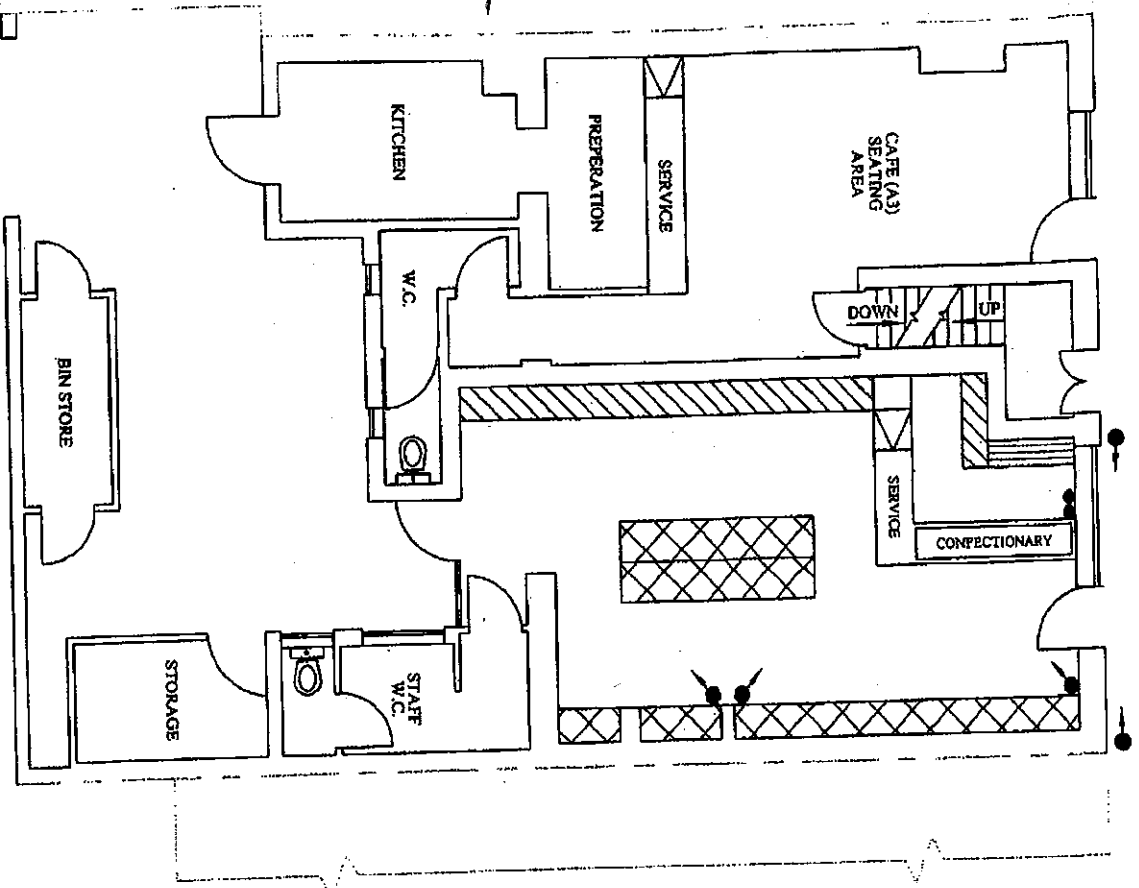 KITCHEN
PREPERATION
SERVICE
CAFE (A3)
SEATING
AREA
W.C.
DOWN
UP
BIN STORE
SERVICE
CONFECTIONARY
STORAGE
STAFF
W.C.